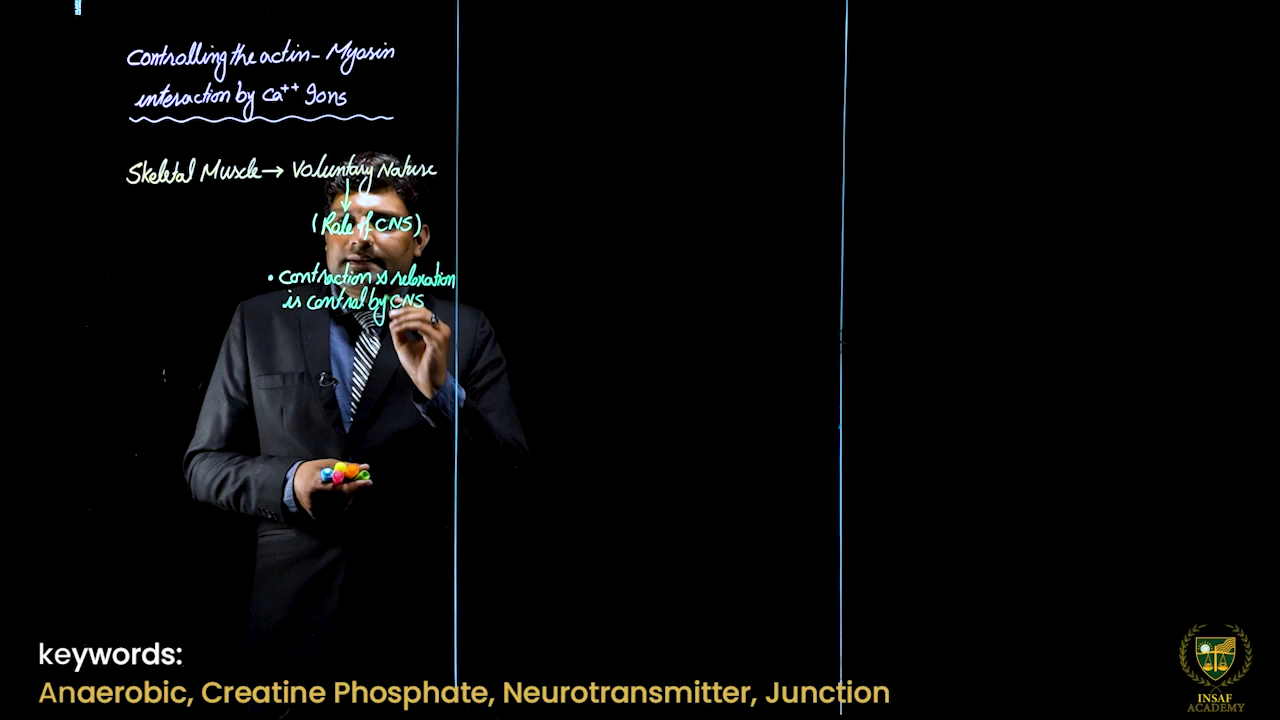 Controlling the actin - Myosin
interaction by Ca++ Ions
Skeletal Muscle → Voluntary Nature
(Role of CNS)
• Contraction & relaxation
is central by CNS
keywords:
Anaerobic, Creatine Phosphate, Neurotransmitter, Junction
INSAF
ACADEMY